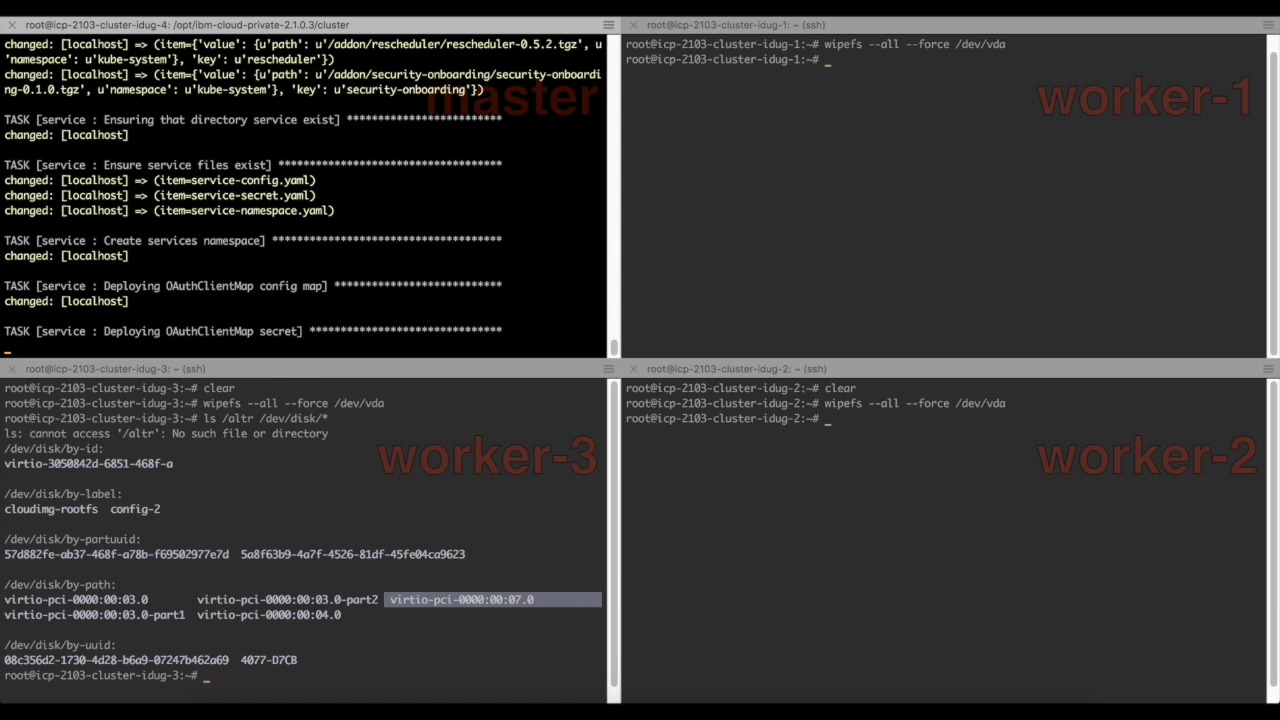 root@icp-2103-cluster-idug-4: /opt/ibm-cloud-private-2.1.0.3/cluster
changed: [localhost] => (item={'value': {u'path': u'/addon/rescheduler/rescheduler-0.5.2.tgz', u
'namespace': u'kube-system'}, 'key': u'rescheduler'})
changed: [localhost] => (item={'value': {u'path': u'/addon/security-onboarding/security-onboardi
ng-0.1.0.tgz', u'namespace': u'kube-system'}, 'key': u'security-onboarding'})
master
TASK [service : Ensuring that directory service exist] *************************
changed: [localhost]
TASK [service : Ensure service files exist] ************************************
changed: [localhost] => (item=service-config.yaml)
changed: [localhost] => (item=service-secret.yaml)
changed: [localhost] => (item=service-namespace.yaml)
TASK [service : Create services namespace] *************************************
changed: [localhost]
TASK [service : Deploying OAuthClientMap config map] ***************************
changed: [localhost]
TASK [service : Deploying OAuthClientMap secret] *******************************
root@icp-2103-cluster-idug-1: ~ (ssh)
root@icp-2103-cluster-idug-1:~# wipefs --all --force /dev/vda
root@icp-2103-cluster-idug-1:~#
worker-1
root@icp-2103-cluster-idug-3: ~ (ssh)
root@icp-2103-cluster-idug-3:~# clear
root@icp-2103-cluster-idug-3:~# wipefs --all --force /dev/vda
root@icp-2103-cluster-idug-3:~# ls /altr /dev/disk/*
ls: cannot access '/altr': No such file or directory
/dev/disk/by-id:
virtio-3050842d-6851-468f-a
worker-3
/dev/disk/by-label:
cloudimg-rootfs config-2
/dev/disk/by-partuuid:
57d882fe-ab37-468f-a78b-f69502977e7d 5a8f63b9-4a7f-4526-81df-45fe04ca9623
/dev/disk/by-path:
virtio-pci-0000:00:03.0 virtio-pci-0000:00:03.0-part2 virtio-pci-0000:00:07.0
virtio-pci-0000:00:03.0-part1 virtio-pci-0000:00:04.0
/dev/disk/by-uuid:
08c356d2-1730-4d28-b6a9-07247b462a69 4077-D7CB
root@icp-2103-cluster-idug-3:~#
root@icp-2103-cluster-idug-2: ~ (ssh)
root@icp-2103-cluster-idug-2:~# clear
root@icp-2103-cluster-idug-2:~# wipefs --all --force /dev/vda
root@icp-2103-cluster-idug-2:~#
worker-2